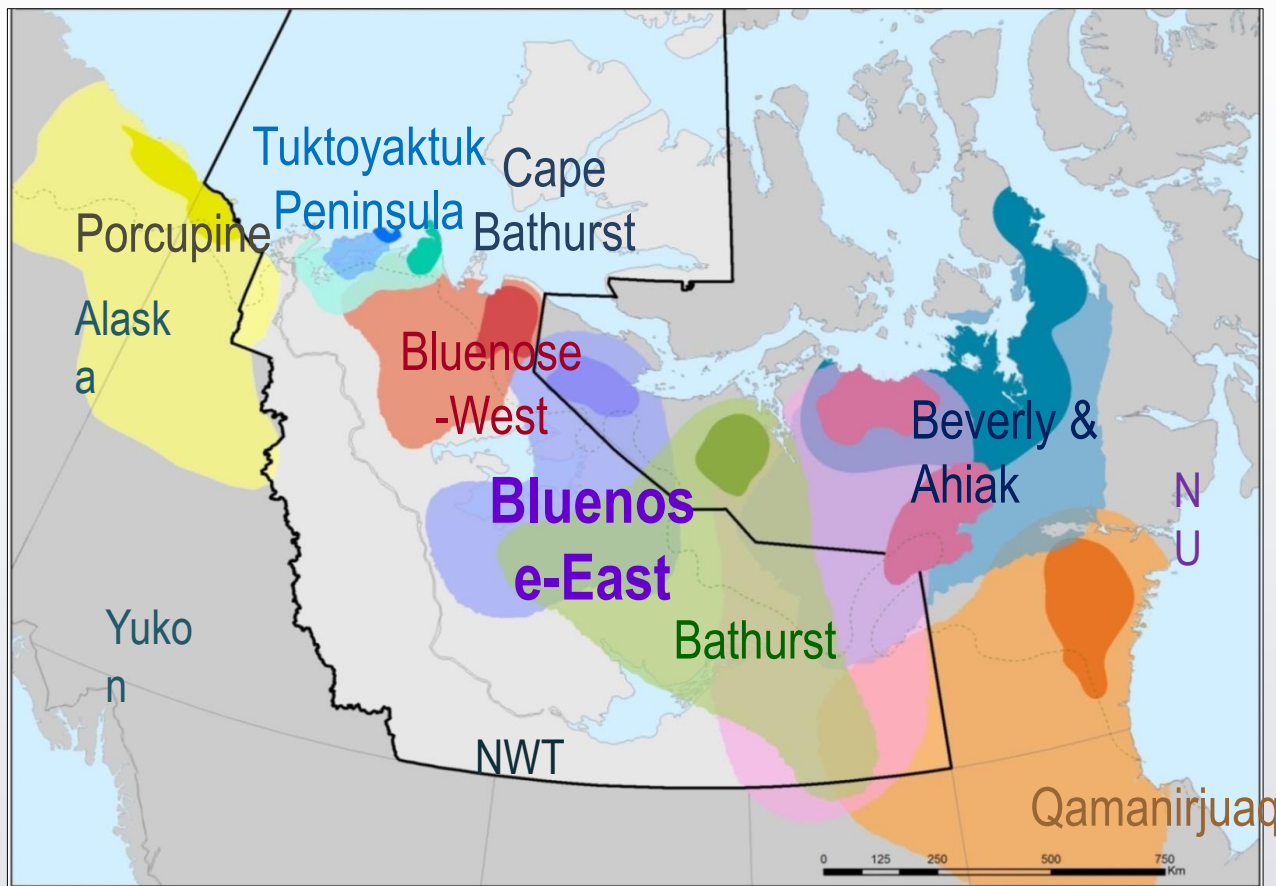 Tuktoyaktuk
Peninsula
Cape
Bathurst
Porcupine
Alask
a
Bluenose
-West
Beverly &
Ahiak
N
U
Bluenos
e-East
Bathurst
Yuko
n
NWT
Qamanirjuaq
0 125 250 500 750
Km